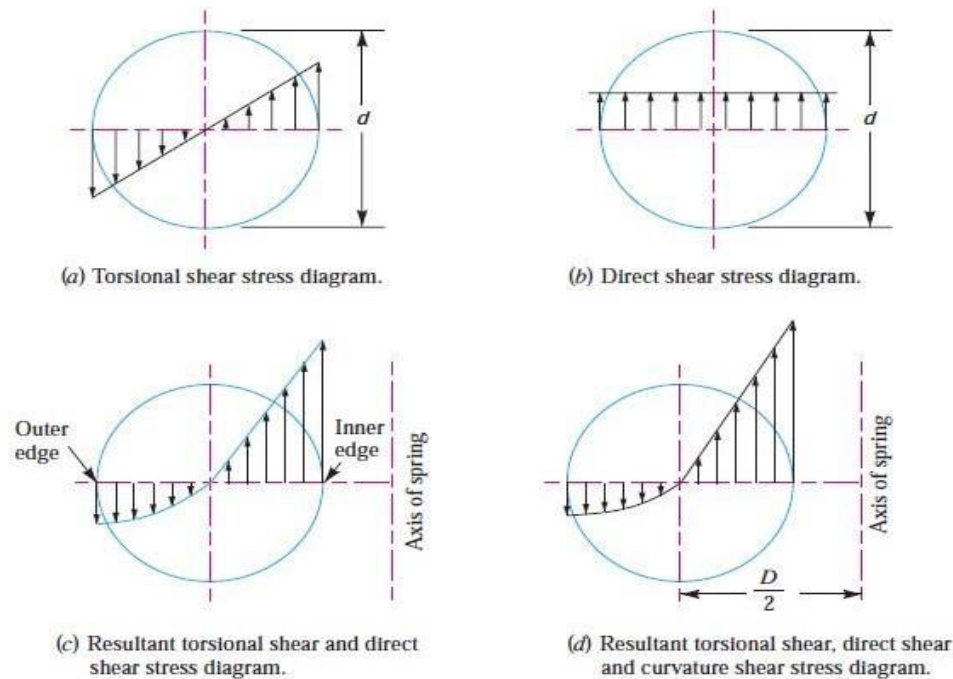 d
d
(a) Torsional shear stress diagram.
(b) Direct shear stress diagram.
Outer
edge
Inner
edge
Axis of spring
Axis of spring
D
2
(c) Resultant torsional shear and direct
shear stress diagram.
(d) Resultant torsional shear, direct shear
and curvature shear stress diagram.